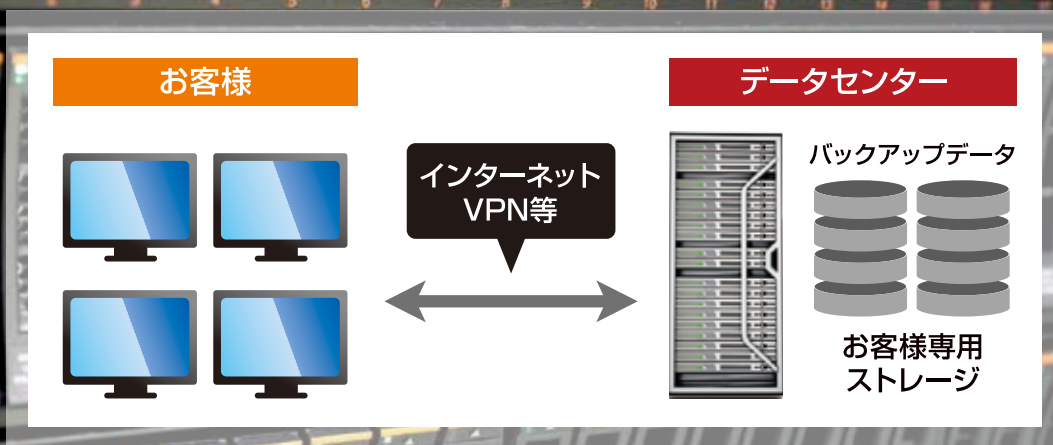 お客様
データセンター
インターネット
VPN等
バックアップデータ
お客様専用
ストレージ